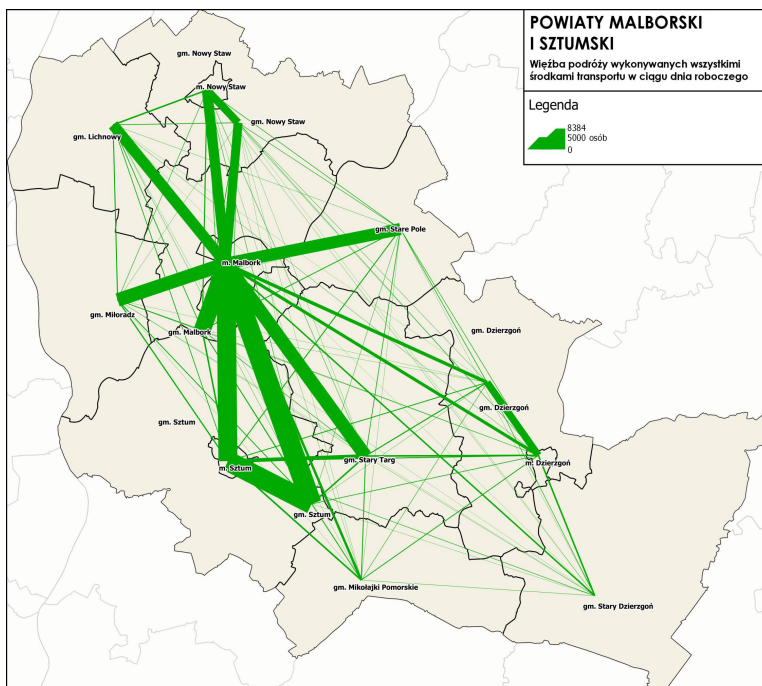 POWIATY MALBORSKI
I SZTUMSKI
Więźba podróży wykonywanych wszystkimi
środkami transportu w ciągu dnia roboczego
Legenda
8384
5000 osób
0
gm. Nowy Staw
m. Nowy Staw
gm. Nowy Staw
gm. Lichnowy
gm. Stare Pole
m. Malbork
gm. Miłoradz
gm. Malbork
gm. Dzierzgoń
gm. Dzierzgoń
gm. Sztum
m. Sztum
gm. Stary Targ
m. Dzierzgoń
gm. Sztum
gm. Mikołajki Pomorskie
gm. Stary Dzierzgoń